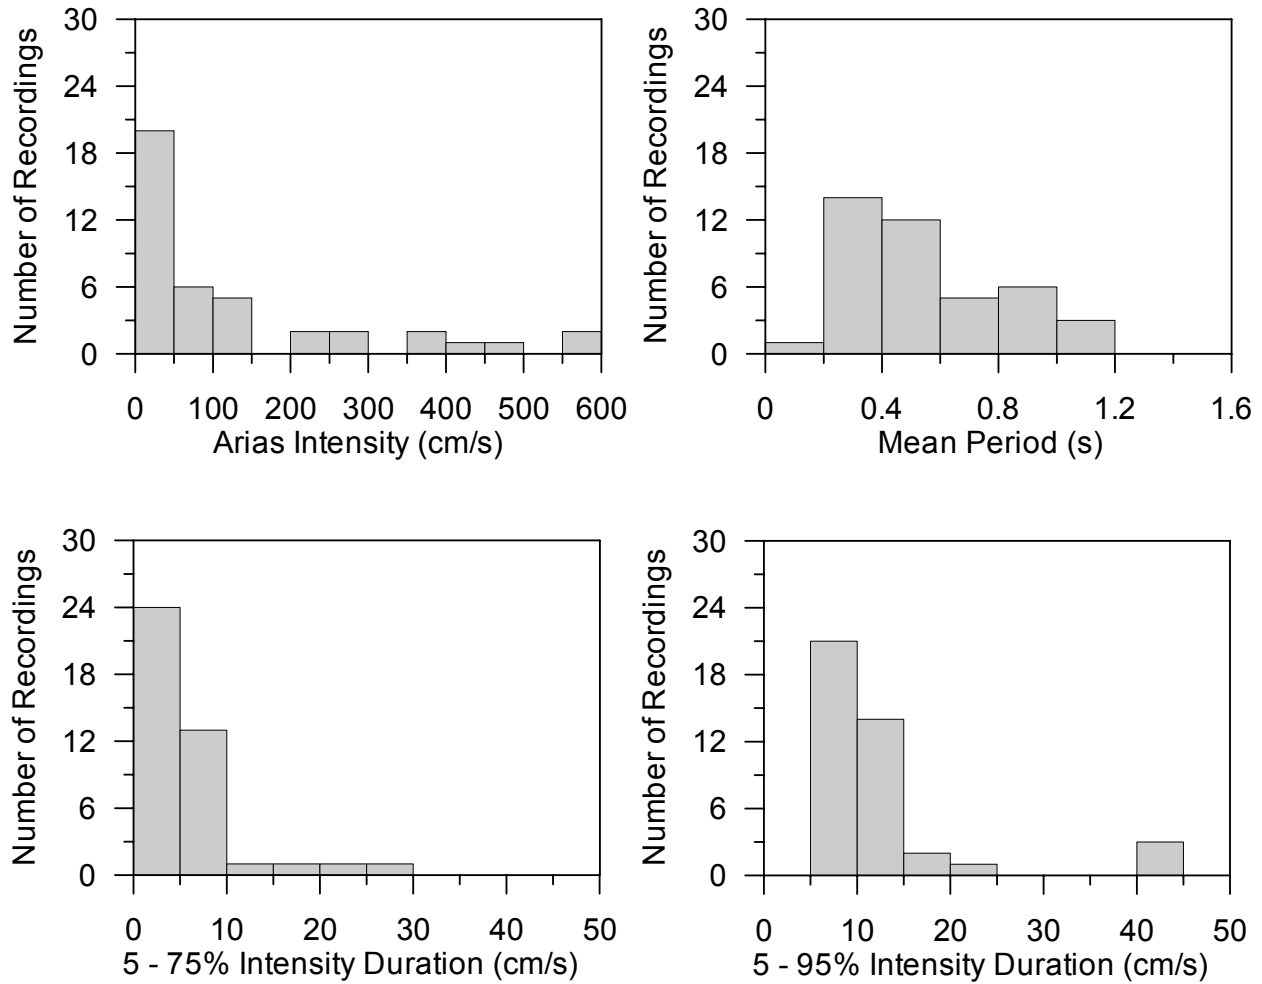 Number of Recordings
30
24
18
12
6
0
0 100 200 300 400 500 600
Arias Intensity (cm/s)
Number of Recordings
30
24
18
12
6
0
0 0.4 0.8 1.2 1.6
Mean Period (s)
Number of Recordings
30
24
18
12
6
0
0 10 20 30 40 50
5 - 75% Intensity Duration (cm/s)
Number of Recordings
30
24
18
12
6
0
0 10 20 30 40 50
5 - 95% Intensity Duration (cm/s)